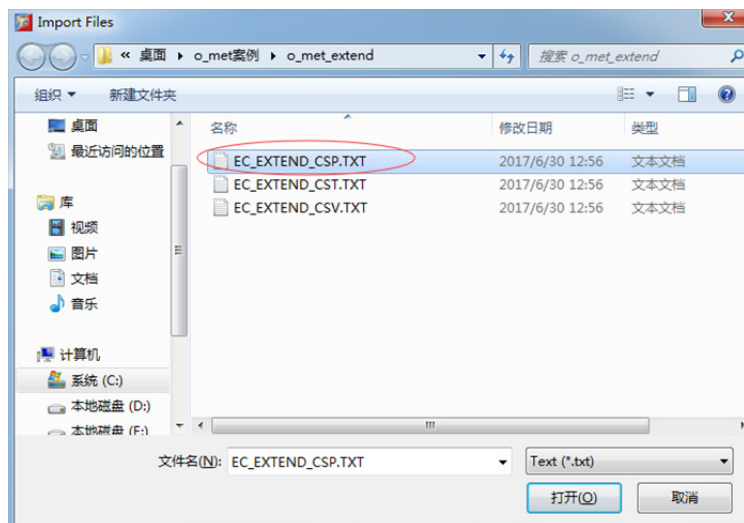 Import Files
« 桌面 ▸ o_met案例 ▸ o_met_extend
搜索 o_met_extend
组织 新建文件夹
桌面
最近访问的位置
库
视频
图片
文档
音乐
计算机
系统 (C:)
本地磁盘 (D:)
本地磁盘 (E:)
名称 修改日期 类型
EC_EXTEND_CSP.TXT 2017/6/30 12:56 文本文档
EC_EXTEND_CST.TXT 2017/6/30 12:56 文本文档
EC_EXTEND_CSV.TXT 2017/6/30 12:56 文本文档
文件名(N): EC_EXTEND_CSP.TXT Text (*.txt)
打开(O) 取消